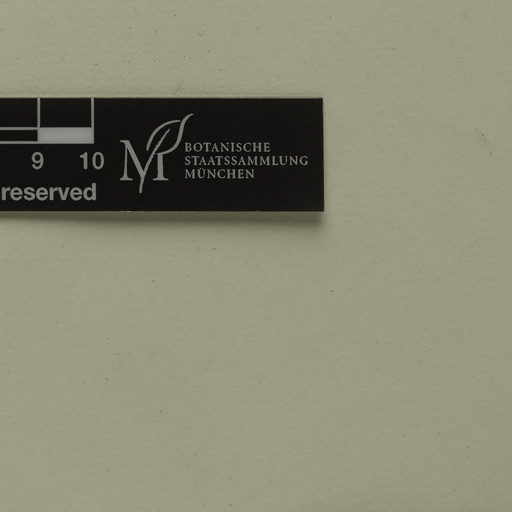 9 10
reserved
M
BOTANISCHE
STAATSSAMMLUNG
MÜNCHEN